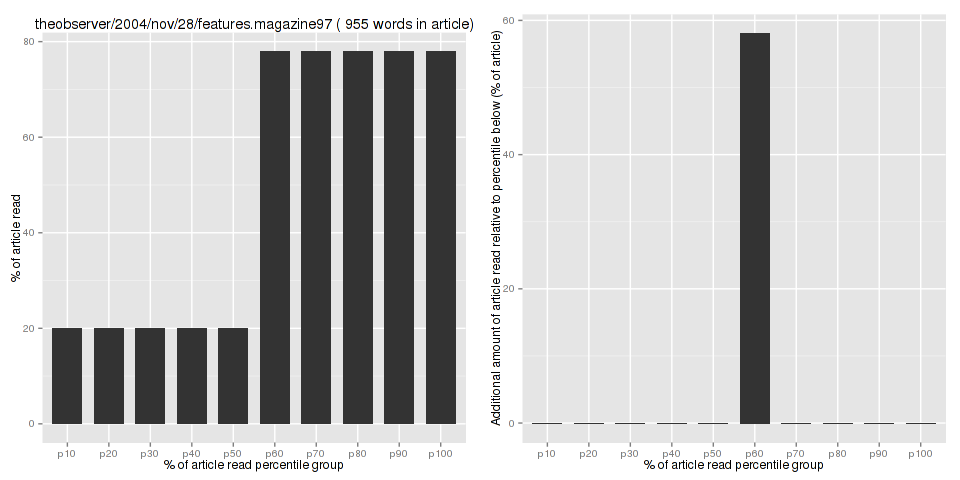 theobserver/2004/nov/28/features.magazine97 ( 955 words in article)
80
60
40
20
0
% of article read
p10 p20 p30 p40 p50 p60 p70 p80 p90 p100
% of article read percentile group
60
40
20
0
Additional amount of article read relative to percentile below (% of article)
p10 p20 p30 p40 p50 p60 p70 p80 p90 p100
% of article read percentile group